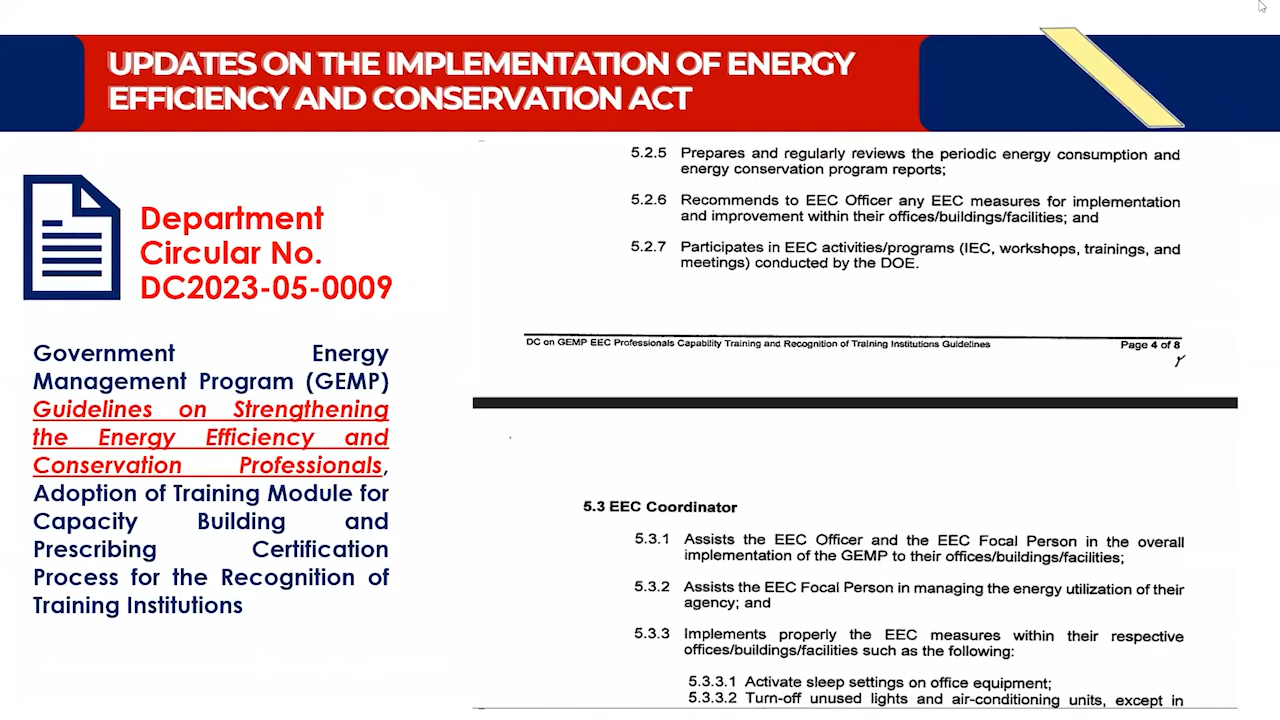 UPDATES ON THE IMPLEMENTATION OF ENERGY
EFFICIENCY AND CONSERVATION ACT
Department
Circular No.
DC2023-05-0009
Government Energy
Management Program (GEMP)
Guidelines on Strengthening
the Energy Efficiency and
Conservation Professionals,
Adoption of Training Module for
Capacity Building and
Prescribing Certification
Process for the Recognition of
Training Institutions
5.2.5 Prepares and regularly reviews the periodic energy consumption and
energy conservation program reports;
5.2.6 Recommends to EEC Officer any EEC measures for implementation
and improvement within their offices/buildings/facilities; and
5.2.7 Participates in EEC activities/programs (IEC, workshops, trainings, and
meetings) conducted by the DOE.
DC on GEMP EEC Professionals Capability Training and Recognition of Training Institutions Guidelines Page 4 of 8
5.3 EEC Coordinator
5.3.1 Assists the EEC Officer and the EEC Focal Person in the overall
implementation of the GEMP to their offices/buildings/facilities;
5.3.2 Assists the EEC Focal Person in managing the energy utilization of their
agency; and
5.3.3 Implements properly the EEC measures within their respective
offices/buildings/facilities such as the following:
5.3.3.1 Activate sleep settings on office equipment;
5.3.3.2 Turn-off unused lights and air-conditioning units, except in